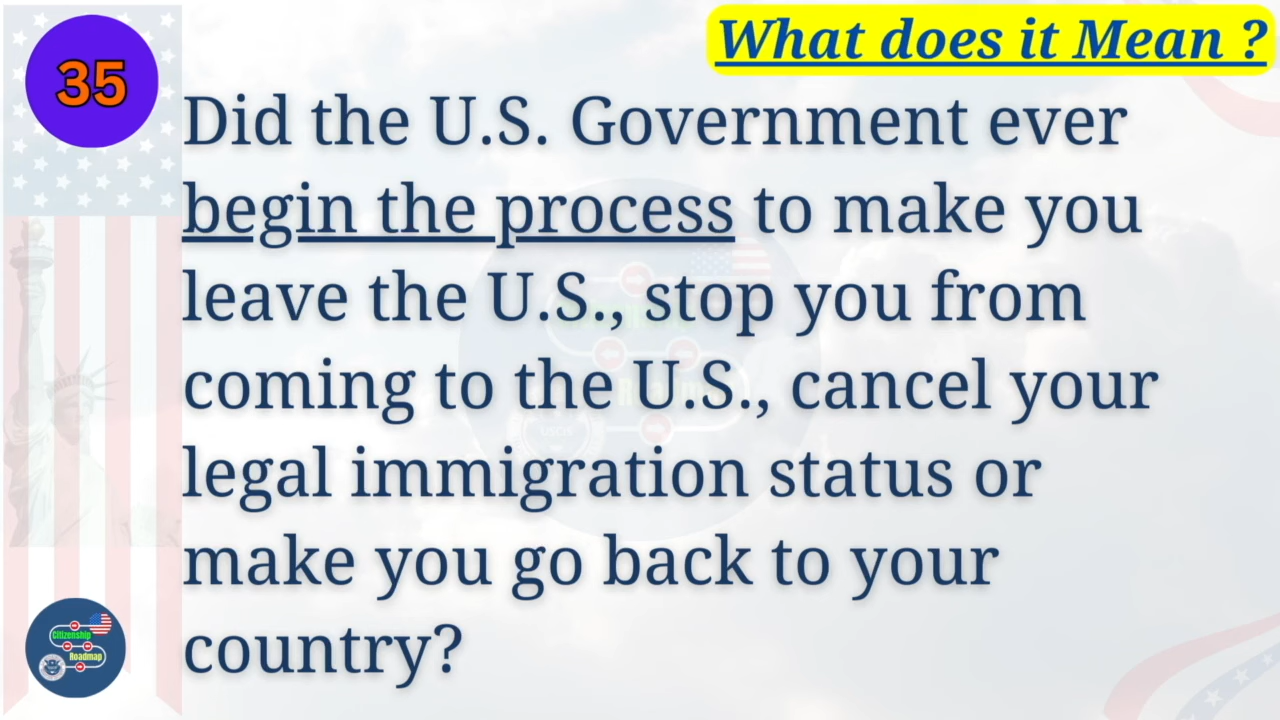 35
What does it Mean ?
Did the U.S. Government ever
begin the process to make you
leave the U.S., stop you from
coming to the U.S., cancel your
legal immigration status or
make you go back to your
country?
Citizenship
Roadmap